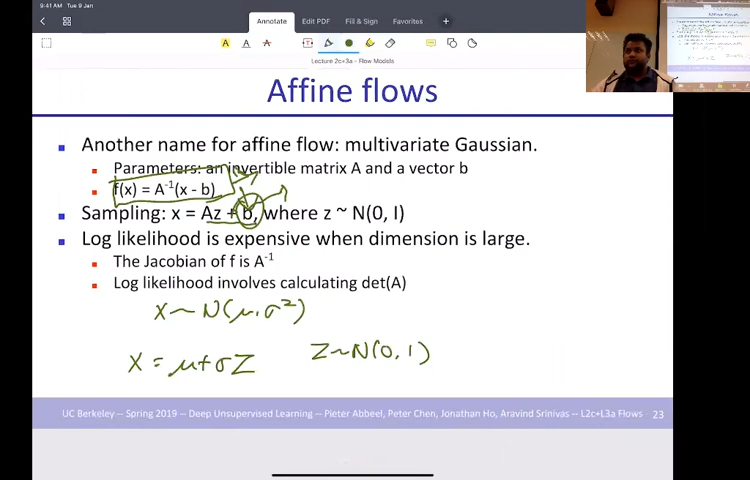 9:41 AM Tue 9 Jan
Annotate Edit PDF Fill & Sign Favorites +
Lecture 2c+3a – Flow Models
Affine flows
Another name for affine flow: multivariate Gaussian.
Parameters: an invertible matrix A and a vector b
f(x) = A⁻¹(x - b)
Sampling: x = Az + b, where z ~ N(0, I)
Log likelihood is expensive when dimension is large.
The Jacobian of f is A⁻¹
Log likelihood involves calculating det(A)
X ~ N(μ, σ²)
X = μ + σ Z Z ~ N(0, 1)
UC Berkeley -- Spring 2019 -- Deep Unsupervised Learning -- Pieter Abbeel, Peter Chen, Jonathan Ho, Aravind Srinivas -- L2c+L3a Flows 23